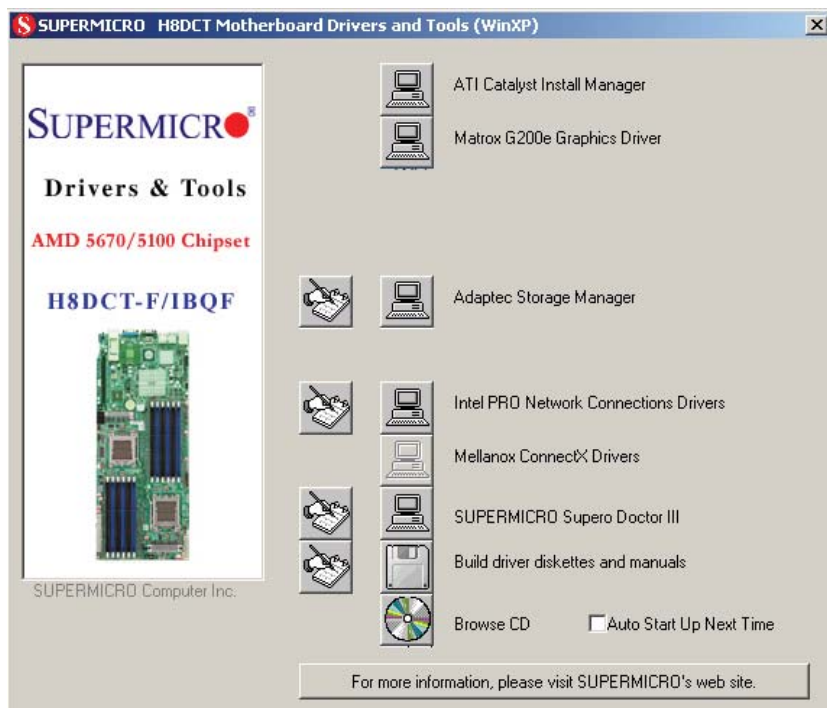 SUPERMICRO H8DCT Motherboard Drivers and Tools (WinXP)
SUPERMICRO®
Drivers & Tools
AMD 5670/5100 Chipset
H8DCT-F/IBQF
SUPERMICRO Computer Inc.
ATI Catalyst Install Manager
Matrox G200e Graphics Driver
Adaptec Storage Manager
Intel PRO Network Connections Drivers
Mellanox ConnectX Drivers
SUPERMICRO Supero Doctor III
Build driver diskettes and manuals
Browse CD
Auto Start Up Next Time
For more information, please visit SUPERMICRO's web site.